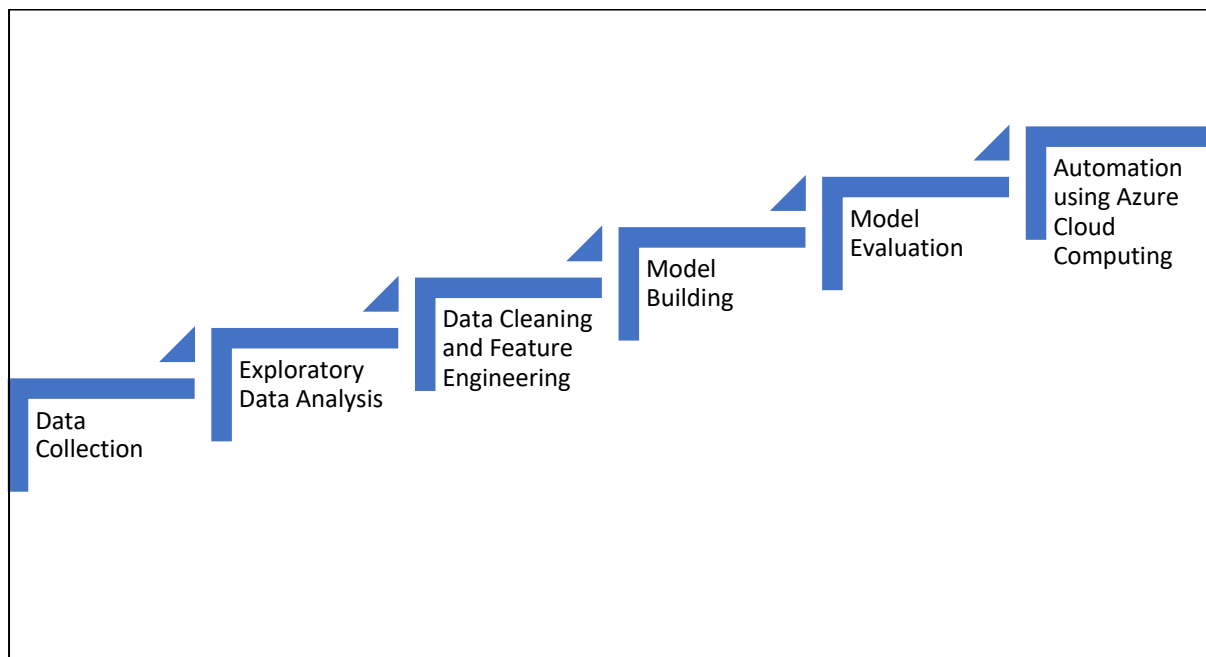 Data
Collection
Exploratory
Data Analysis
Data Cleaning
and Feature
Engineering
Model
Building
Model
Evaluation
Automation
using Azure
Cloud
Computing